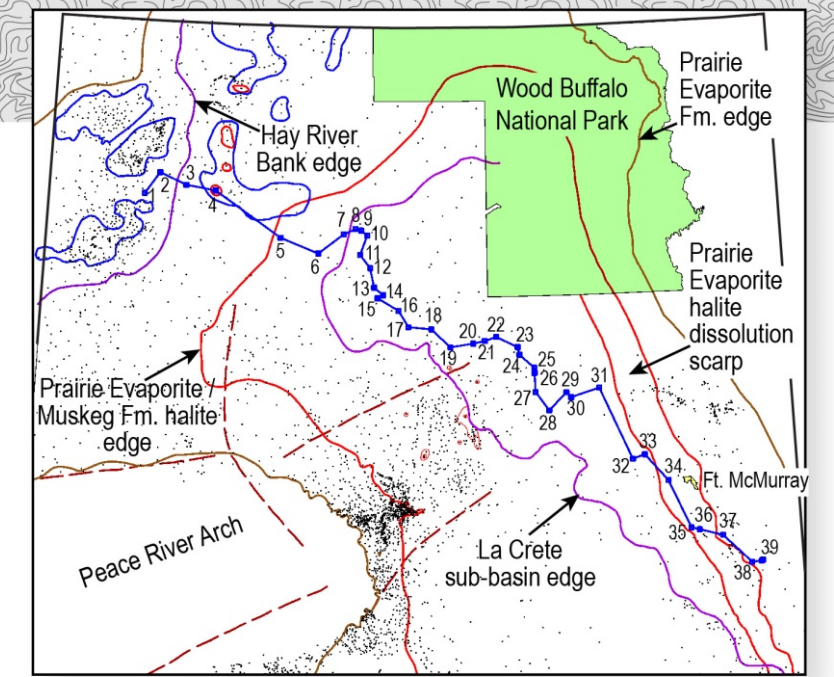 Wood Buffalo
National Park
Prairie
Evaporite
Fm. edge
Hay River
Bank edge
1
2
3
4
5
6
7
8
9
10
11
12
13
14
15
16
17
18
19
20
21
22
23
24
25
26
27
28
29
30
31
32
33
34
35
36
37
38
39
Prairie
Evaporite
halite
dissolution
scarp
Prairie Evaporite /
Muskeg Fm. halite
edge
Ft. McMurray
Peace River Arch
La Crete
sub-basin edge